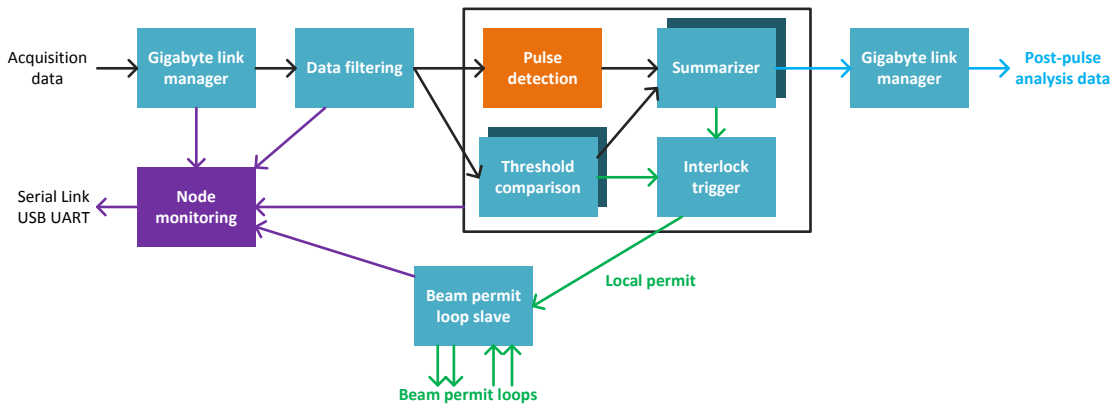 Acquisition
data
Gigabyte link
manager
Data filtering
Pulse
detection
Summarizer
Gigabyte link
manager
Post-pulse
analysis data
Threshold
comparison
Interlock
trigger
Serial Link
USB UART
Node
monitoring
Local permit
Beam permit
loop slave
Beam permit loops